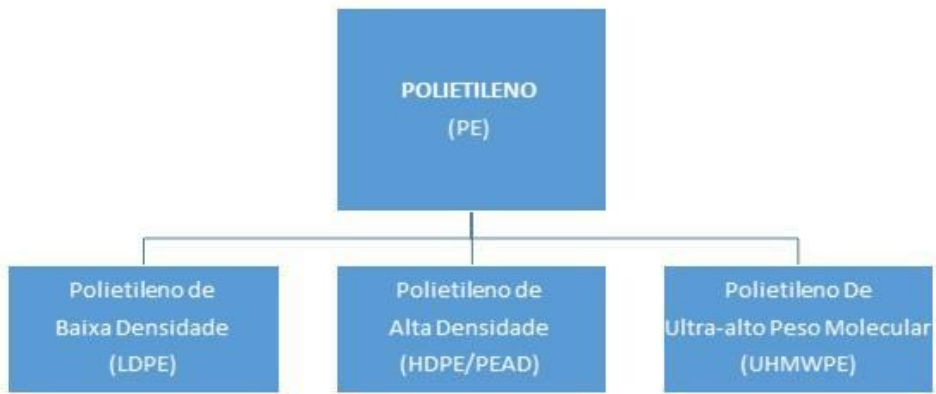 POLIETILENO
(PE)
Polietileno de
Baixa Densidade
(LDPE)
Polietileno de
Alta Densidade
(HDPE/PEAD)
Polietileno De
Ultra-alto Peso Molecular
(UHMWPE)